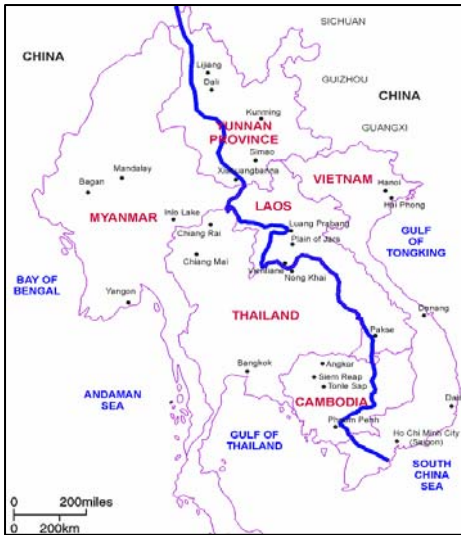 SICHUAN
CHINA
Lijiang
Dali
GUIZHOU
CHINA
Kunming
YUNNAN
PROVINCE
GUANGXI
Simao
Xishuangbanna
VIETNAM
Hanoi
Hai Phong
Mandalay
Bagan
LAOS
MYANMAR
Inle Lake
Chiang Rai
Luang Prabang
Plain of Jars
GULF
OF
TONGKING
Chiang Mai
Vientiane
Nong Khai
BAY OF
BENGAL
Yangon
THAILAND
Danang
Pakse
Bangkok
Angkor
Siem Reap
Tonle Sap
ANDAMAN
SEA
CAMBODIA
Phnom Penh
GULF OF
THAILAND
Ho Chi Minh City
(Saigon)
SOUTH
CHINA
SEA
0 200miles
0 200km